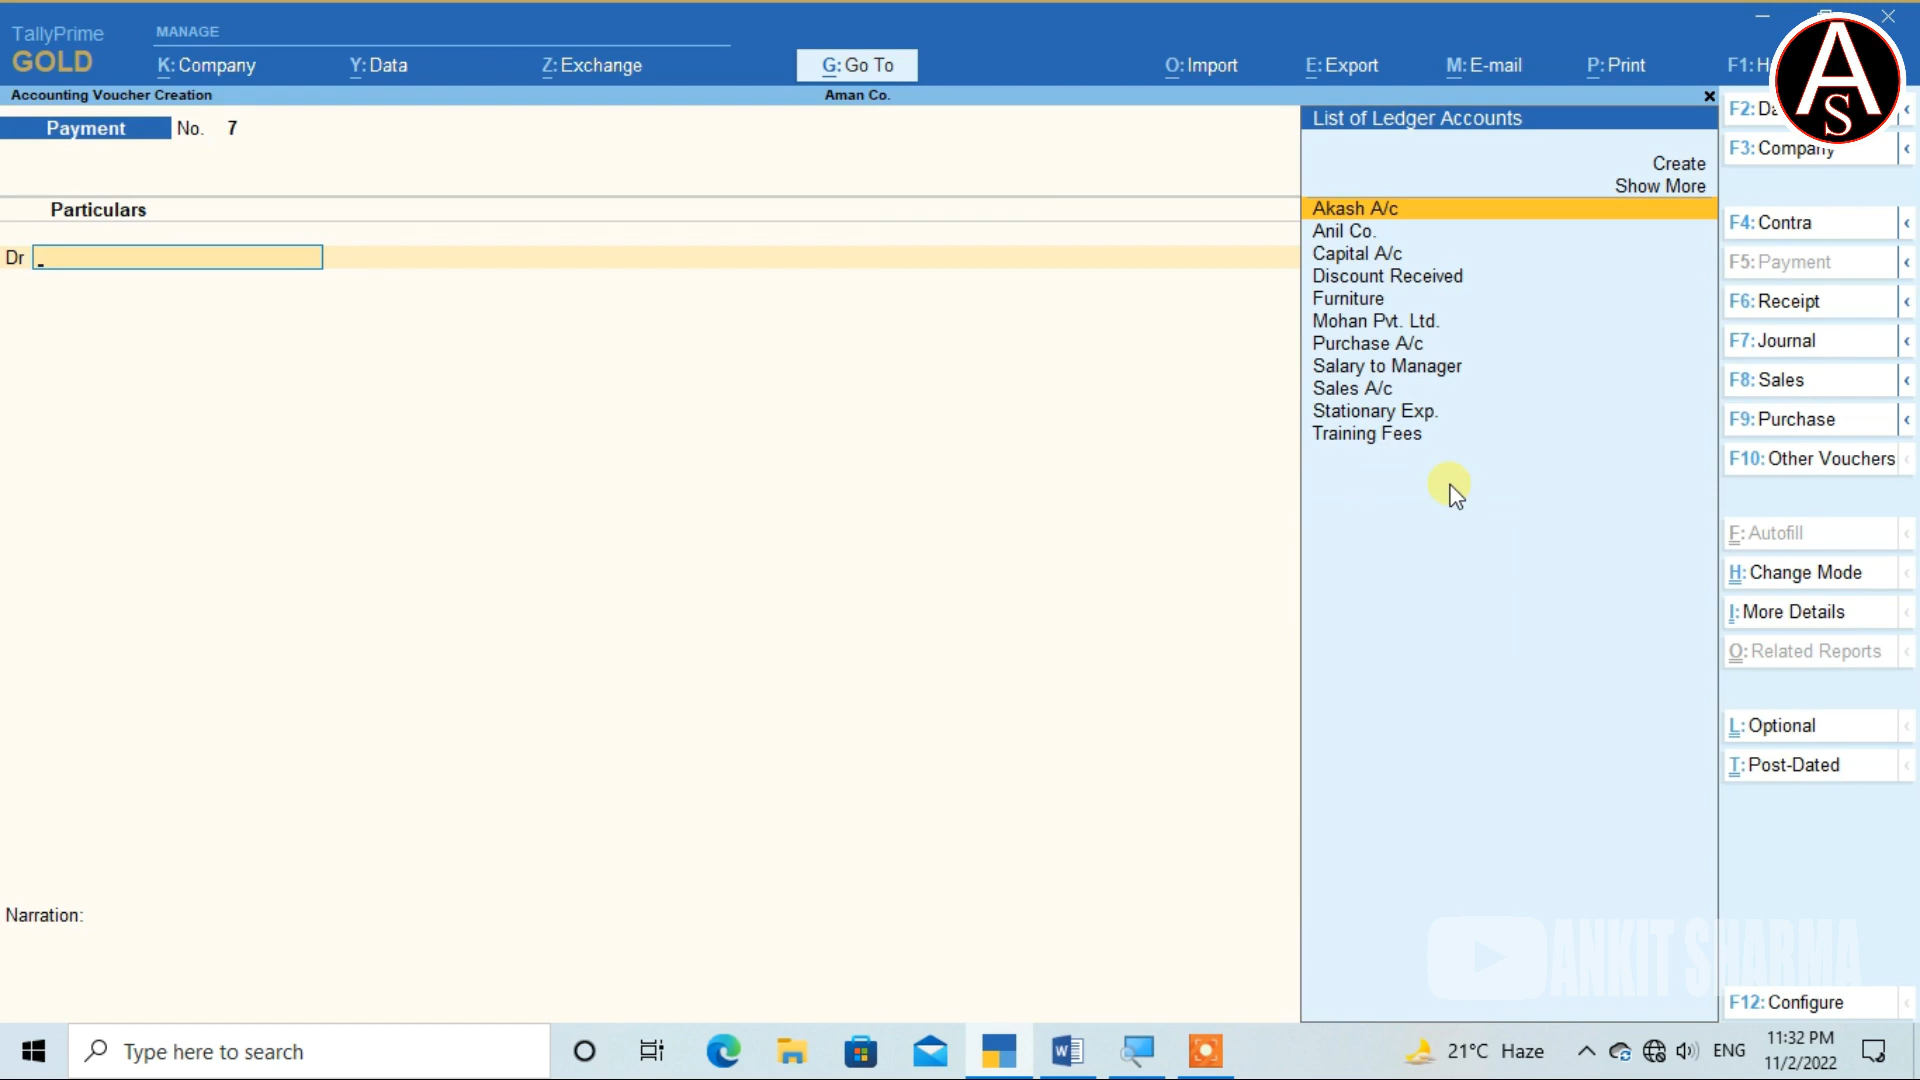 TallyPrime
GOLD
MANAGE
K: Company
Y: Data
Z: Exchange
G: Go To
O: Import
E: Export
M: E-mail
P: Print
F1: H
Accounting Voucher Creation
Aman Co.
Payment No. 7
Particulars
Dr
Narration:
List of Ledger Accounts
Create
Show More
Akash A/c
Anil Co.
Capital A/c
Discount Received
Furniture
Mohan Pvt. Ltd.
Purchase A/c
Salary to Manager
Sales A/c
Stationary Exp.
Training Fees
AS
F2:
F3: Company
F4: Contra
F5: Payment
F6: Receipt
F7: Journal
F8: Sales
F9: Purchase
F10: Other Vouchers
F: Autofill
H: Change Mode
I: More Details
O: Related Reports
L: Optional
T: Post-Dated
ANKIT SHARMA
F12: Configure
Type here to search
21°C Haze
ENG
11:32 PM
11/2/2022